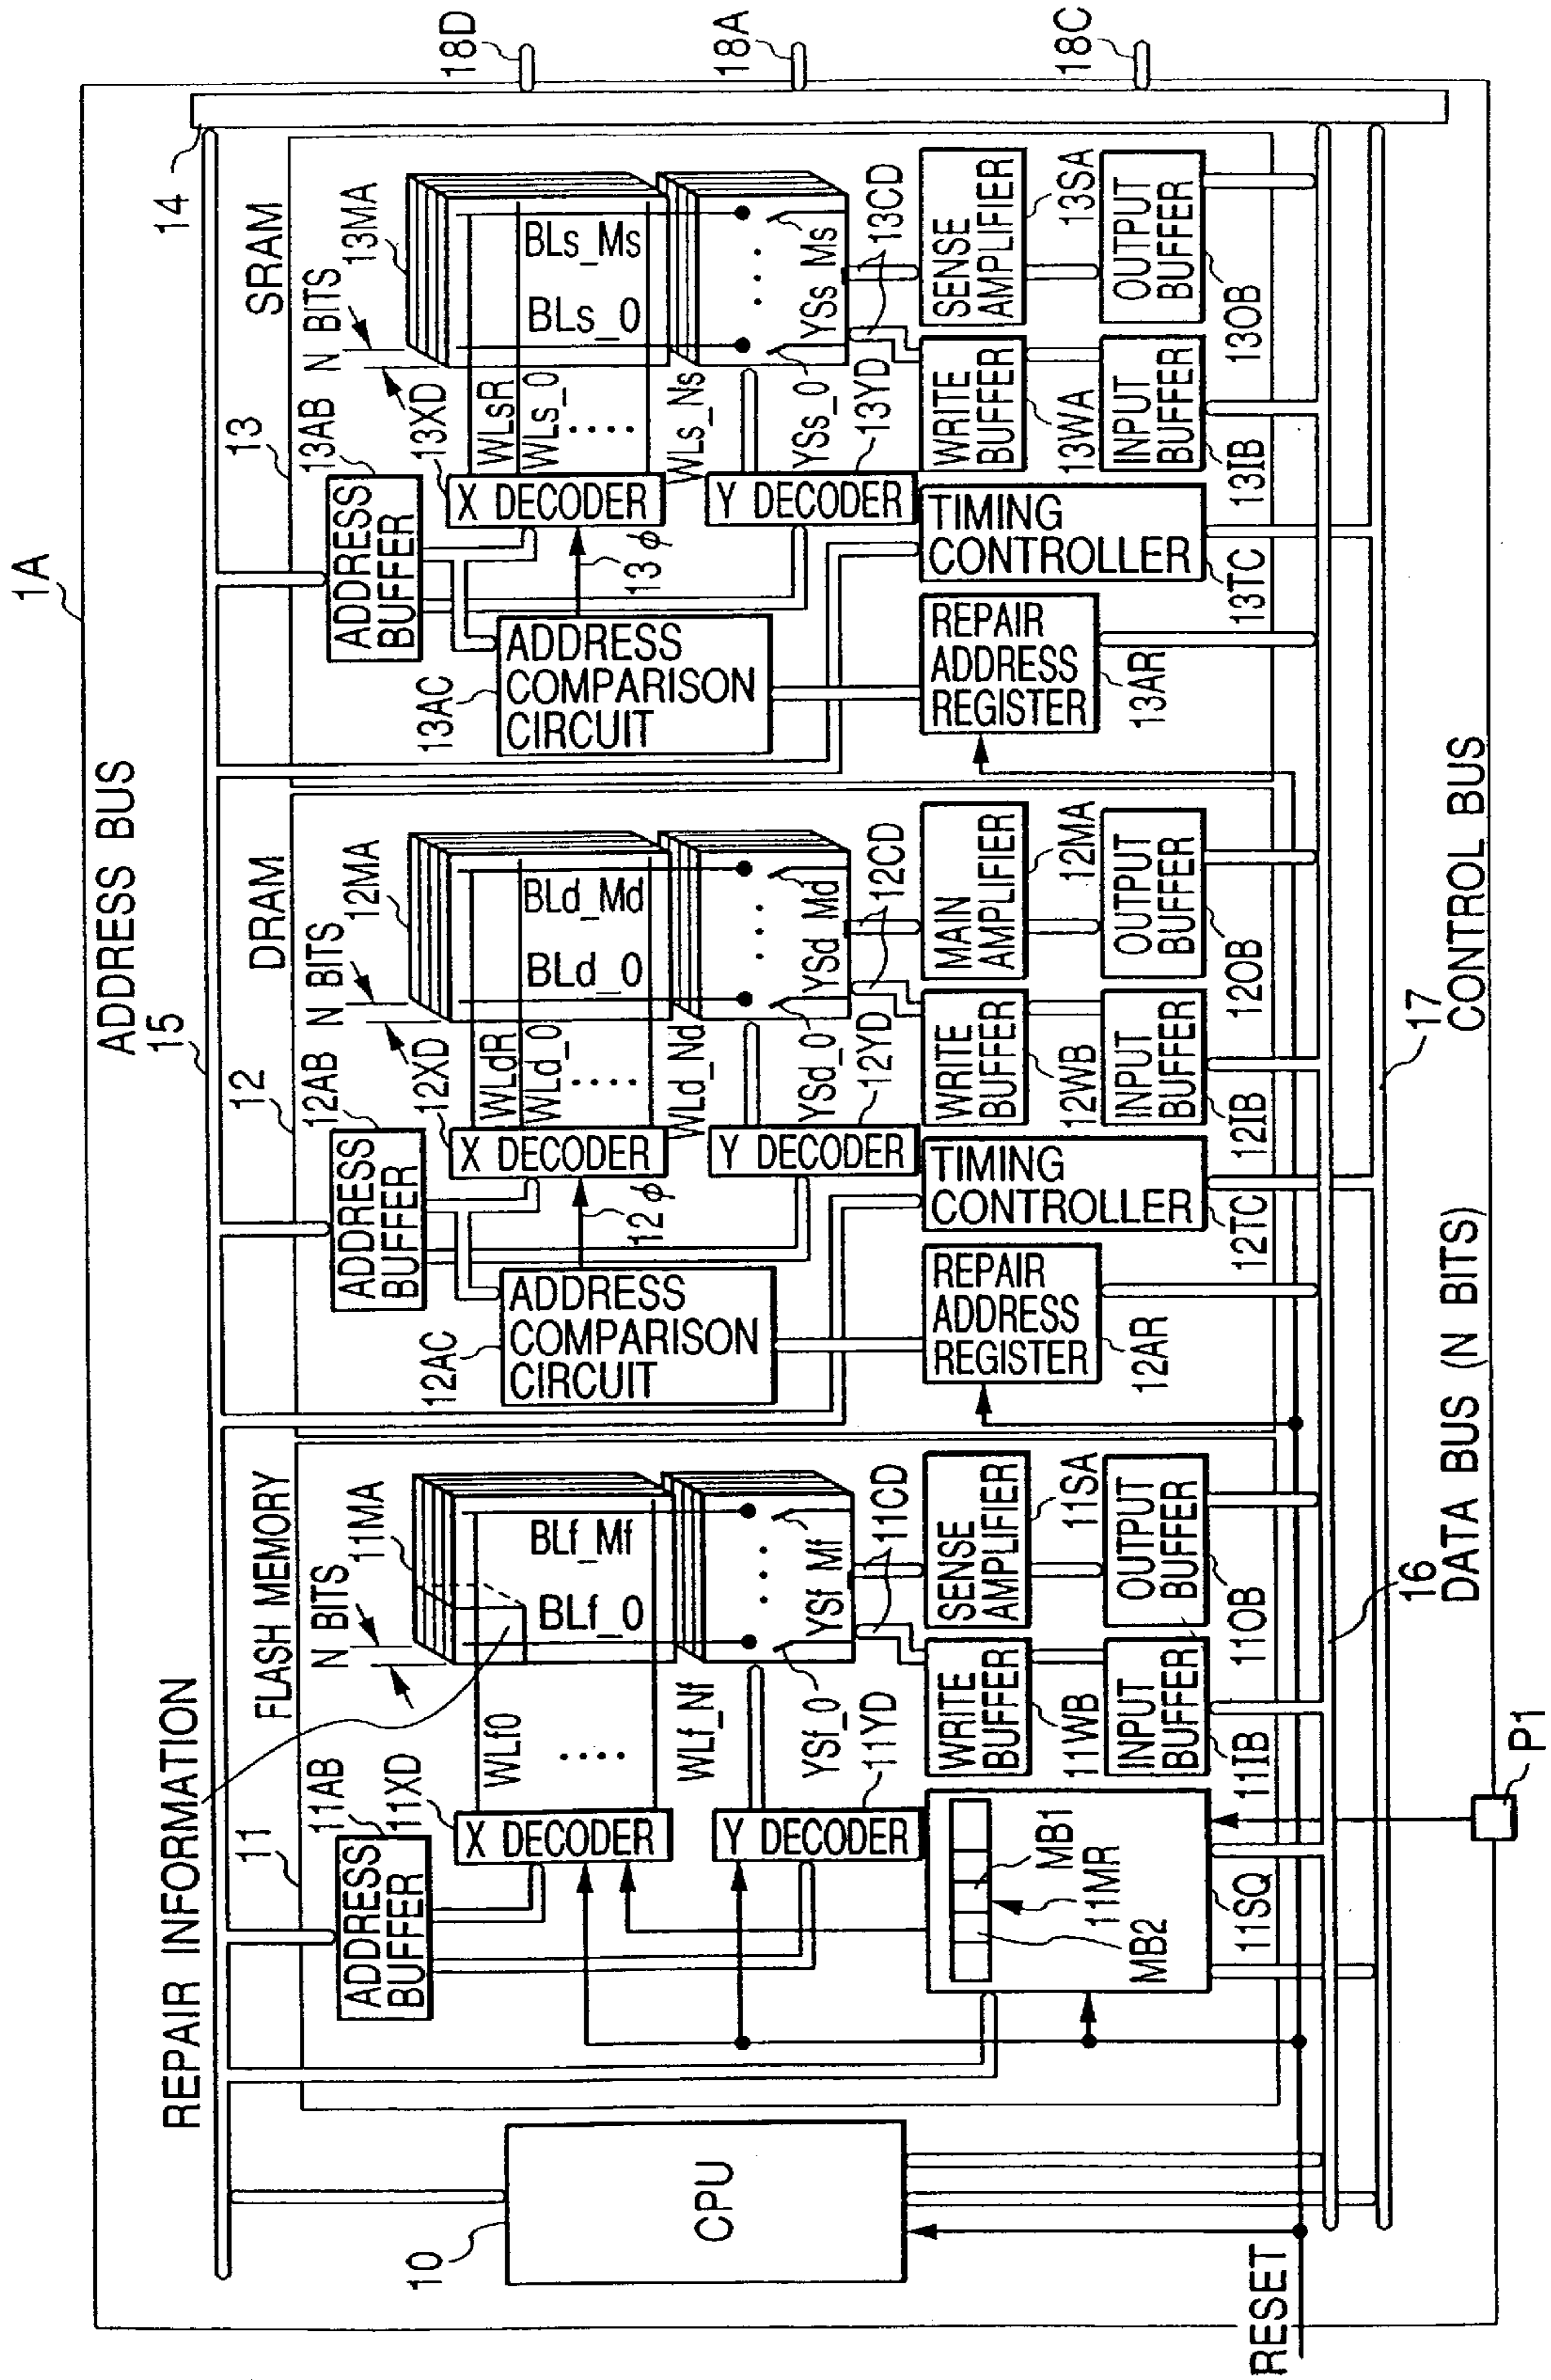 1A
ADDRESS BUS
15
14
REPAIR INFORMATION
11
FLASH MEMORY
12
DRAM
13
SRAM
10
CPU
11AB
ADDRESS
BUFFER
11XD
X DECODER
N BITS
11MA
WLf0
....
WLf_Nf
BLf_0
BLf_Mf
Y DECODER
11YD
YSf_0
...
YSf_Mf
11CD
MB1
11MR
MB2
11SQ
WRITE
BUFFER
11WB
SENSE
AMPLIFIER
11SA
INPUT
BUFFER
11IB
OUTPUT
BUFFER
11OB
12AB
ADDRESS
BUFFER
12XD
X DECODER
N BITS
12MA
WLdR
WLd_0
....
WLd_Nd
BLd_0
BLd_Md
12AC
ADDRESS
COMPARISON
CIRCUIT
12 ϕ
Y DECODER
12YD
YSd_0
...
YSd_Md
12CD
REPAIR
ADDRESS
REGISTER
12AR
TIMING
CONTROLLER
12TC
WRITE
BUFFER
12WB
MAIN
AMPLIFIER
12MA
INPUT
BUFFER
12IB
OUTPUT
BUFFER
12OB
13AB
ADDRESS
BUFFER
13XD
X DECODER
N BITS
13MA
WLsR
WLs_0
....
WLs_Ns
BLs_0
BLs_Ms
13AC
ADDRESS
COMPARISON
CIRCUIT
13 ϕ
Y DECODER
13YD
YSs_0
...
YSs_Ms
13CD
REPAIR
ADDRESS
REGISTER
13AR
TIMING
CONTROLLER
13TC
WRITE
BUFFER
13WA
SENSE
AMPLIFIER
13SA
INPUT
BUFFER
13IB
OUTPUT
BUFFER
13OB
18D
18A
18C
RESET
P1
16
DATA BUS (N BITS)
17
CONTROL BUS